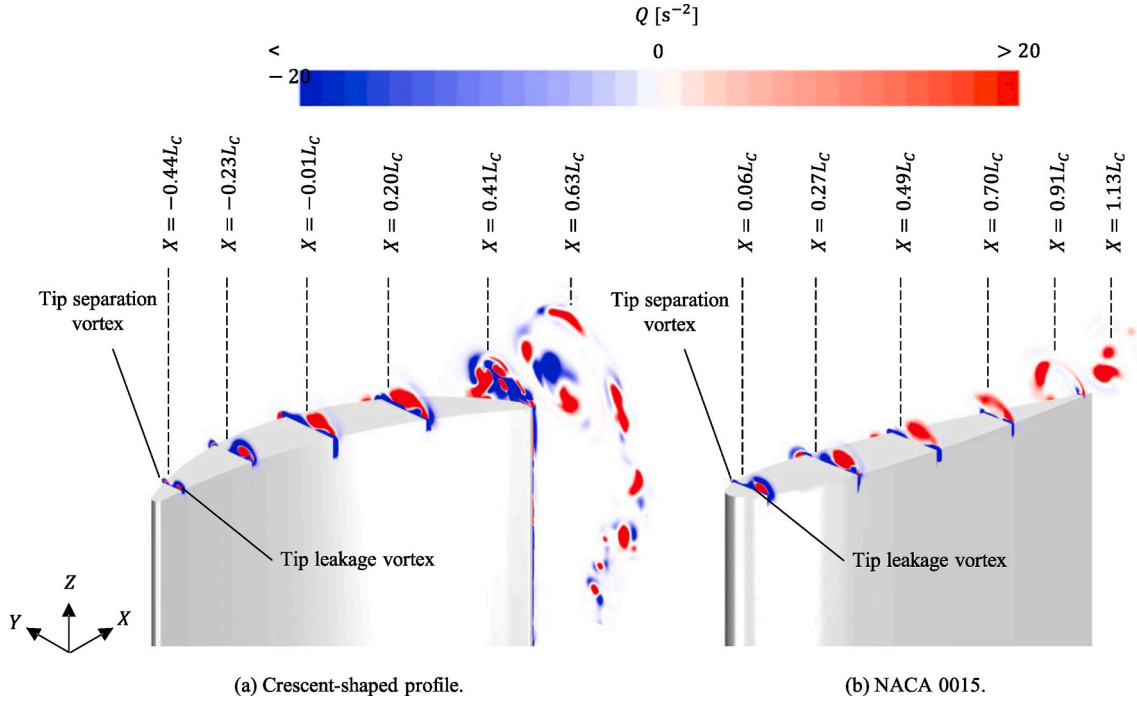 Q [s⁻²]
< 0 > 20
−20
X = −0.44L_C
X = −0.23L_C
X = −0.01L_C
X = 0.20L_C
X = 0.41L_C
X = 0.63L_C
X = 0.06L_C
X = 0.27L_C
X = 0.49L_C
X = 0.70L_C
X = 0.91L_C
X = 1.13L_C
Tip separation
vortex
Tip separation
vortex
Tip leakage vortex
Tip leakage vortex
Z
Y
X
(a) Crescent-shaped profile.
(b) NACA 0015.